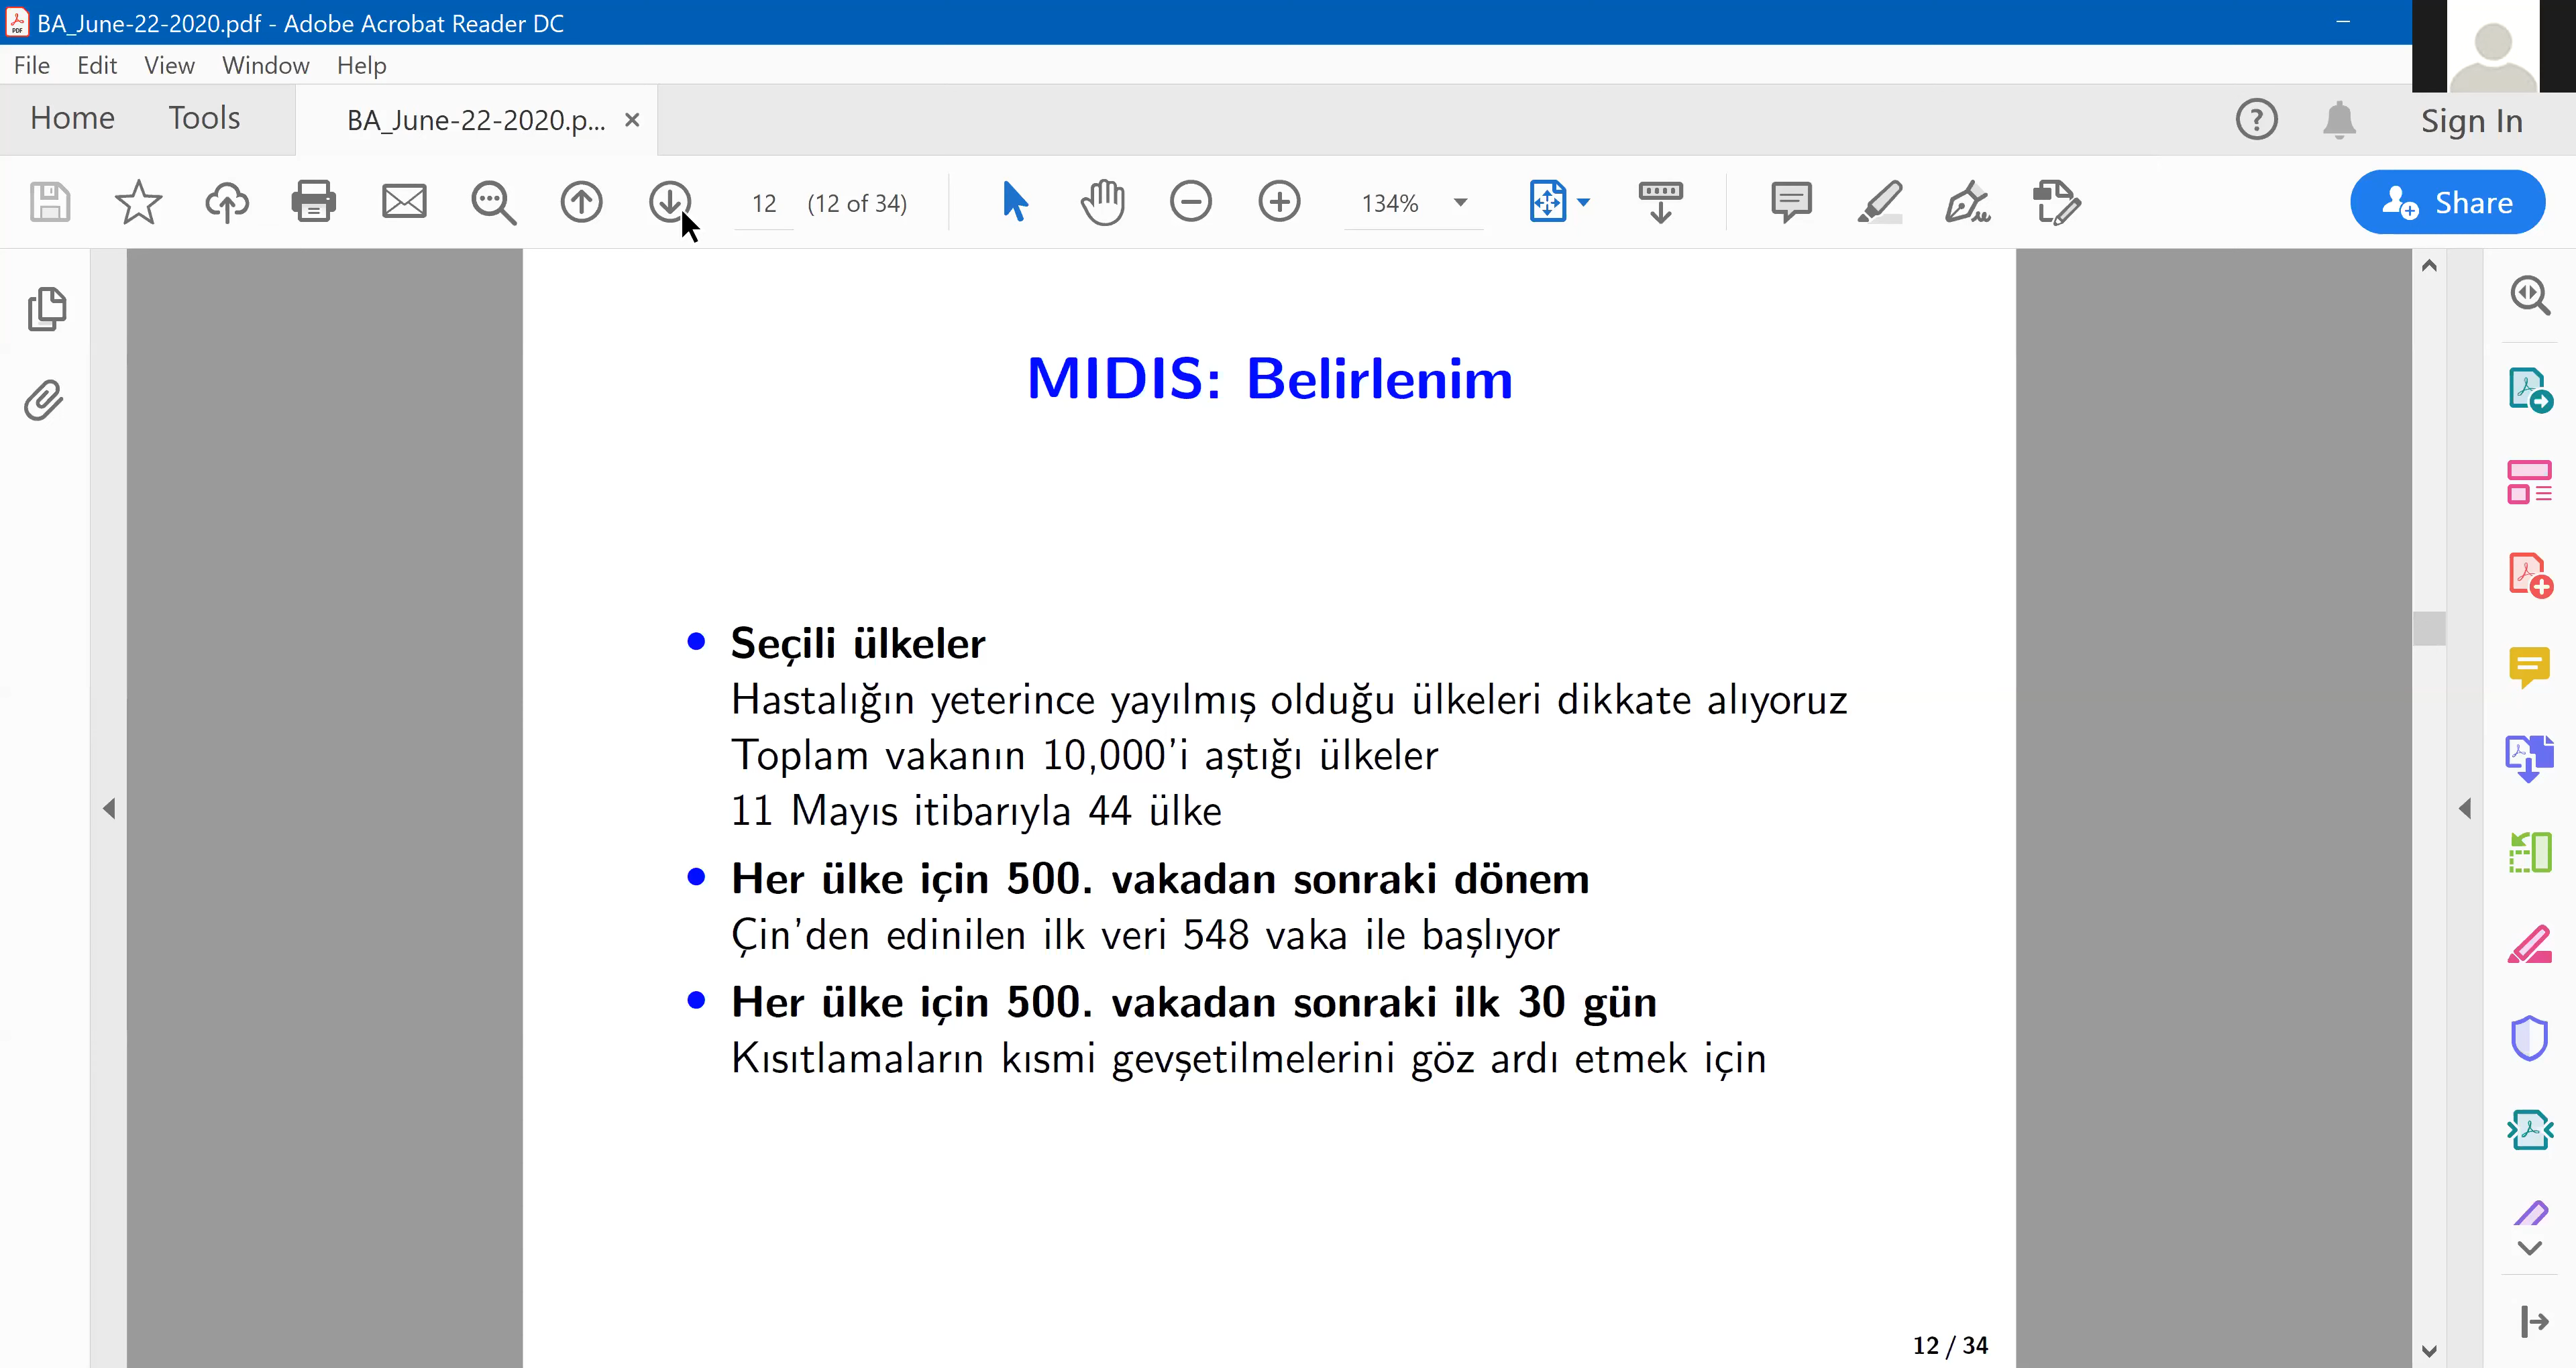 BA_June-22-2020.pdf - Adobe Acrobat Reader DC
File Edit View Window Help
Home Tools BA_June-22-2020.p... Sign In
12 (12 of 34) 134% Share
MIDIS: Belirlenim
• Seçili ülkeler
Hastalığın yeterince yayılmış olduğu ülkeleri dikkate alıyoruz
Toplam vakanın 10,000'i aştığı ülkeler
11 Mayıs itibarıyla 44 ülke
• Her ülke için 500. vakadan sonraki dönem
Çin'den edinilen ilk veri 548 vaka ile başlıyor
• Her ülke için 500. vakadan sonraki ilk 30 gün
Kısıtlamaların kısmi gevşetilmelerini göz ardı etmek için
12 / 34